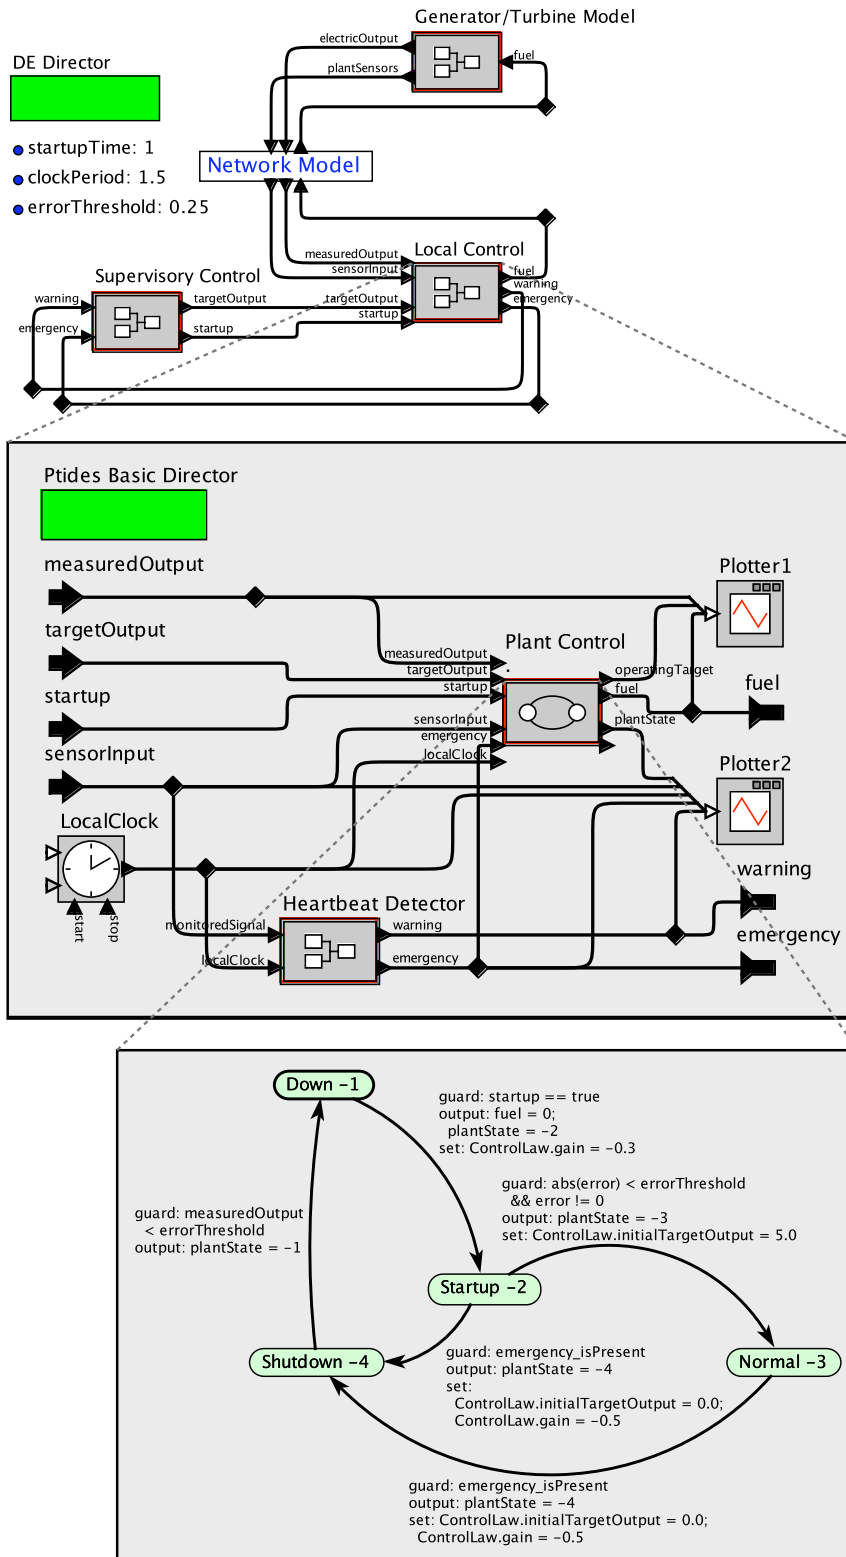 Generator/Turbine Model
electricOutput
plantSensors
fuel
DE Director
startupTime: 1
clockPeriod: 1.5
errorThreshold: 0.25
Network Model
Local Control
measuredOutput
sensorInput
targetOutput
startup
fuel
warning
emergency
Supervisory Control
warning
emergency
targetOutput
startup
Ptides Basic Director
measuredOutput
targetOutput
startup
sensorInput
LocalClock
start
stop
Plant Control
measuredOutput
targetOutput
startup
sensorInput
emergency
localClock
operatingTarget
fuel
plantState
Plotter1
fuel
Plotter2
warning
emergency
Heartbeat Detector
monitoredSignal
localClock
warning
emergency
Down -1
guard: startup == true
output: fuel = 0;
plantState = -2
set: ControlLaw.gain = -0.3
guard: abs(error) < errorThreshold
&& error != 0
output: plantState = -3
set: ControlLaw.initialTargetOutput = 5.0
guard: measuredOutput
< errorThreshold
output: plantState = -1
Startup -2
Shutdown -4
Normal -3
guard: emergency_isPresent
output: plantState = -4
set:
ControlLaw.initialTargetOutput = 0.0;
ControlLaw.gain = -0.5
guard: emergency_isPresent
output: plantState = -4
set: ControlLaw.initialTargetOutput = 0.0;
ControlLaw.gain = -0.5